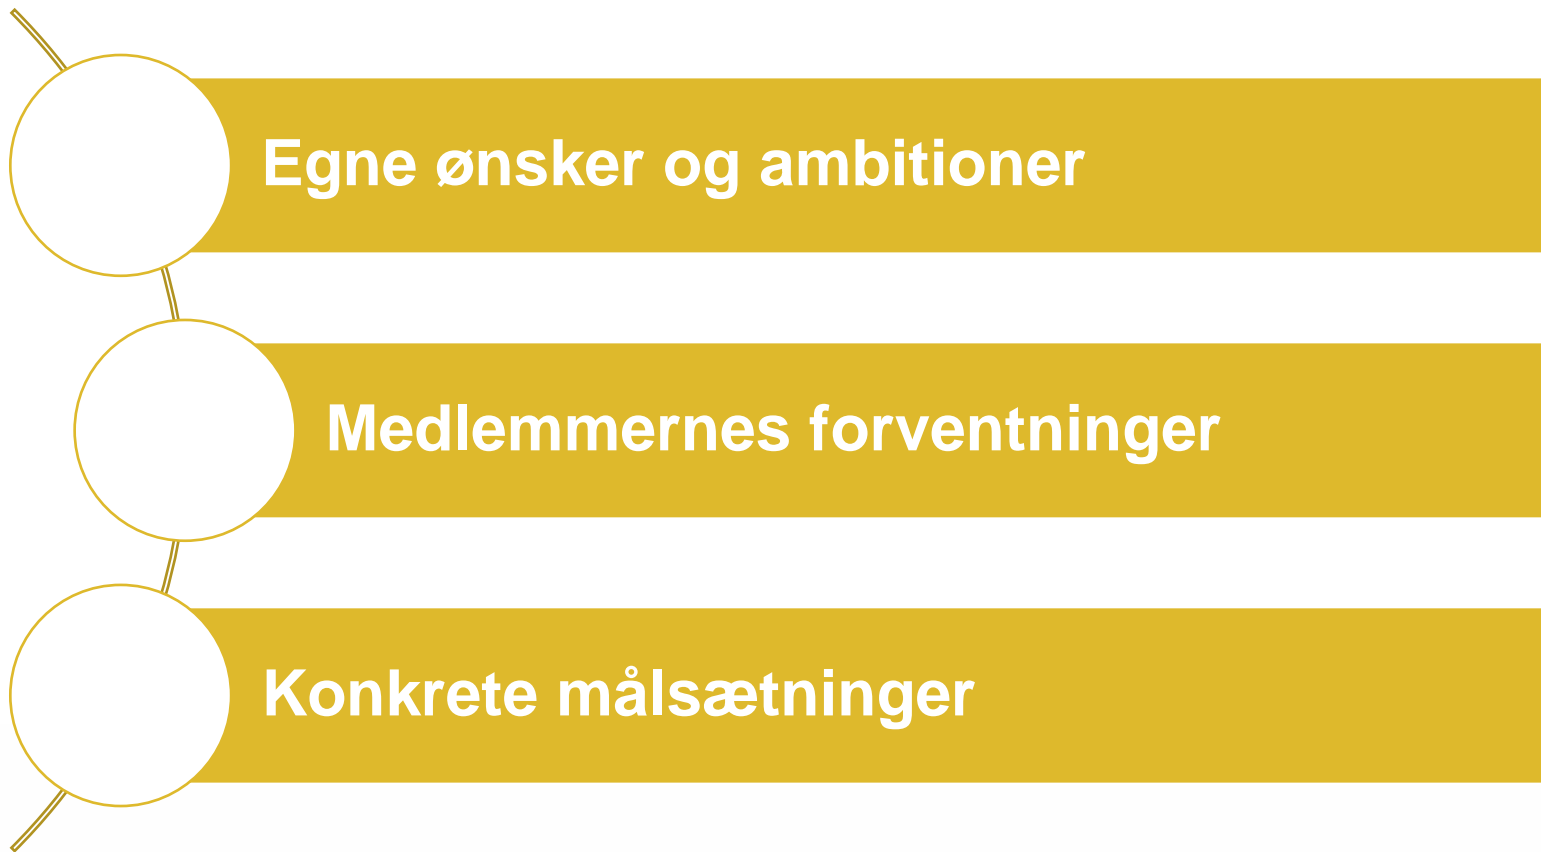 Egne ønsker og ambitioner
Medlemmernes forventninger
Konkrete målsætninger